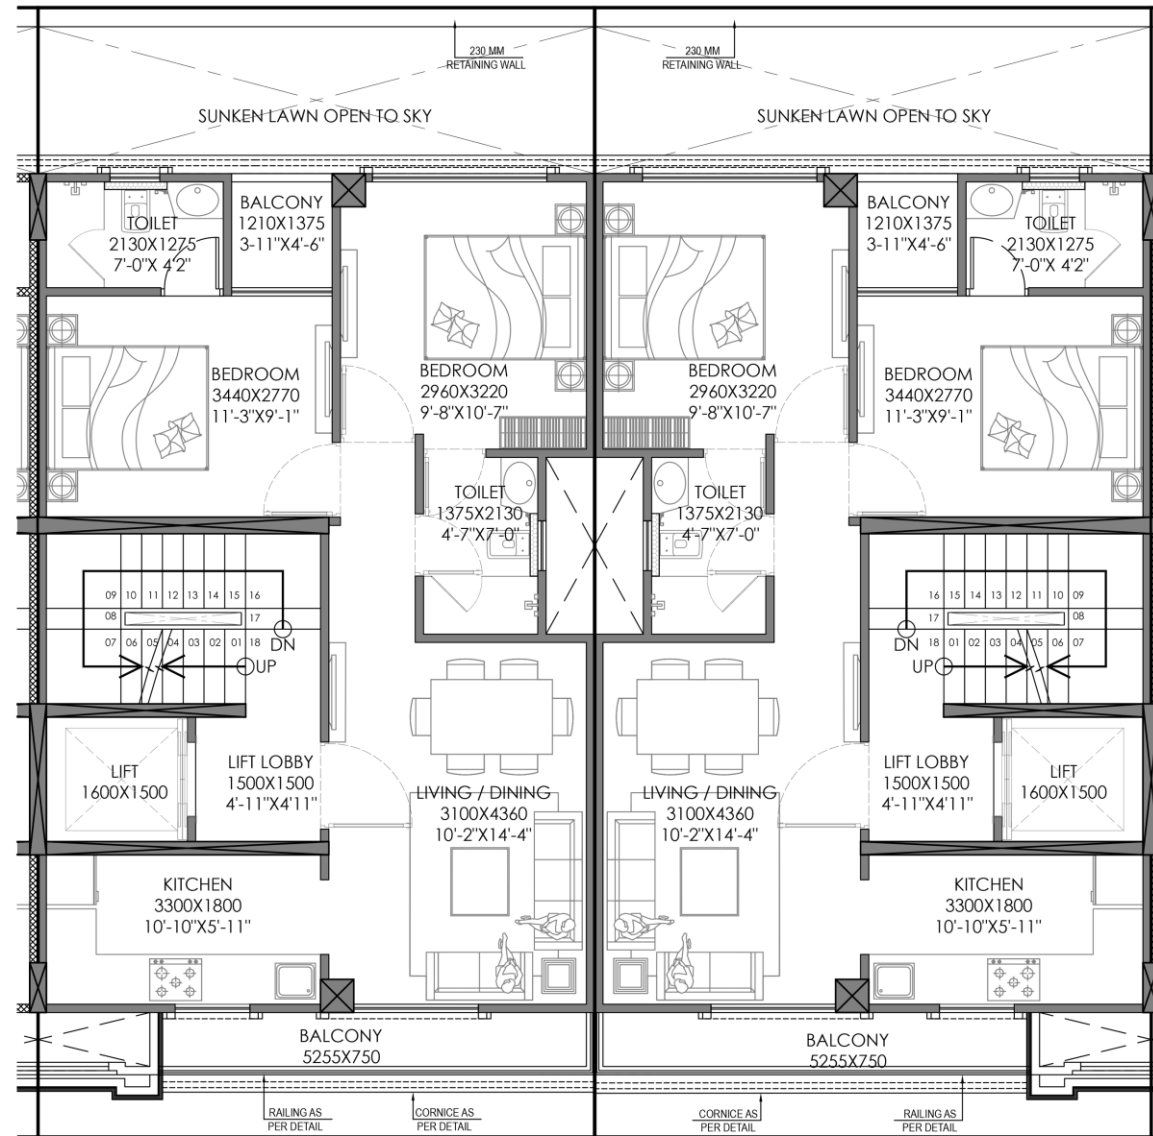 230 MM
RETAINING WALL
230 MM
RETAINING WALL
SUNKEN LAWN OPEN TO SKY
SUNKEN LAWN OPEN TO SKY
TOILET
2130X1275
7'-0"X 4'2"
BALCONY
1210X1375
3-11"X4'-6"
BALCONY
1210X1375
3-11"X4'-6"
TOILET
2130X1275
7'-0"X 4'2"
BEDROOM
3440X2770
11'-3"X9'-1"
BEDROOM
2960X3220
9'-8"X10'-7"
BEDROOM
2960X3220
9'-8"X10'-7"
BEDROOM
3440X2770
11'-3"X9'-1"
TOILET
1375X2130
4'-7"X7'-0"
TOILET
1375X2130
4'-7"X7'-0"
09 10 11 12 13 14 15 16
08 17
07 06 05 04 03 02 01 18
DN
UP
16 15 14 13 12 11 10 09
17 08
18 01 02 03 04 05 06 07
DN
UP
LIFT
1600X1500
LIFT LOBBY
1500X1500
4'-11"X4'11"
LIVING / DINING
3100X4360
10'-2"X14'-4"
LIVING / DINING
3100X4360
10'-2"X14'-4"
LIFT LOBBY
1500X1500
4'-11"X4'11"
LIFT
1600X1500
KITCHEN
3300X1800
10'-10"X5'-11"
KITCHEN
3300X1800
10'-10"X5'-11"
BALCONY
5255X750
BALCONY
5255X750
RAILING AS
PER DETAIL
CORNICE AS
PER DETAIL
CORNICE AS
PER DETAIL
RAILING AS
PER DETAIL